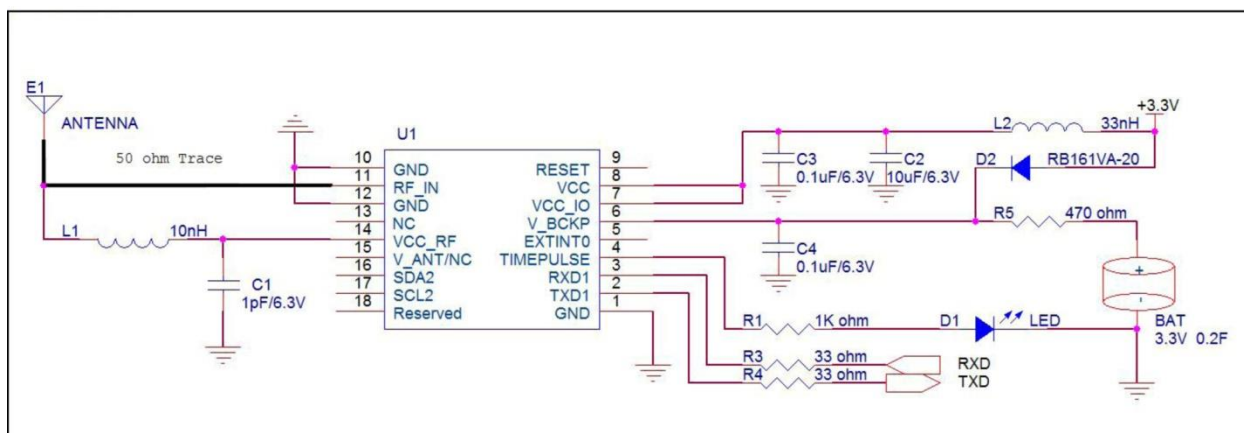 E1
ANTENNA
50 ohm Trace
L1 10nH
C1
1pF/6.3V
U1
10 GND
11 RF_IN
12 GND
13 NC
14 VCC_RF
15 V_ANT/NC
16 SDA2
17 SCL2
18 Reserved
RESET 9
VCC 8
VCC_IO 7
V_BCKP 6
EXTINT0 5
TIMEPULSE 4
RXD1 3
TXD1 2
GND 1
+3.3V
L2 33nH
C3
0.1uF/6.3V
C2
10uF/6.3V
D2 RB161VA-20
R5 470 ohm
C4
0.1uF/6.3V
+
-
BAT
3.3V 0.2F
R1 1K ohm D1 LED
R3 33 ohm RXD
R4 33 ohm TXD